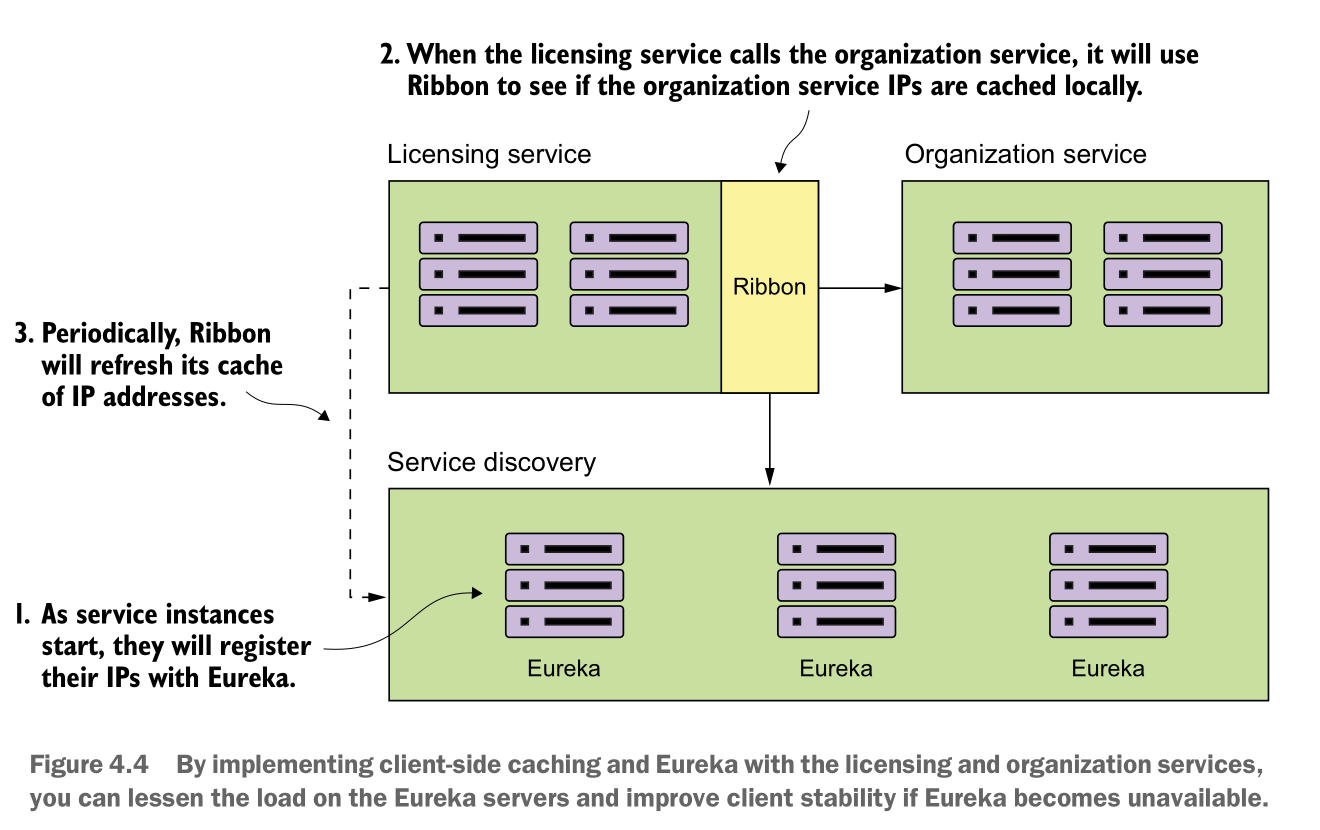 2. When the licensing service calls the organization service, it will use
Ribbon to see if the organization service IPs are cached locally.
Licensing service
Organization service
Ribbon
3. Periodically, Ribbon
will refresh its cache
of IP addresses.
Service discovery
1. As service instances
start, they will register
their IPs with Eureka.
Eureka
Eureka
Eureka
Figure 4.4 By implementing client-side caching and Eureka with the licensing and organization services,
you can lessen the load on the Eureka servers and improve client stability if Eureka becomes unavailable.